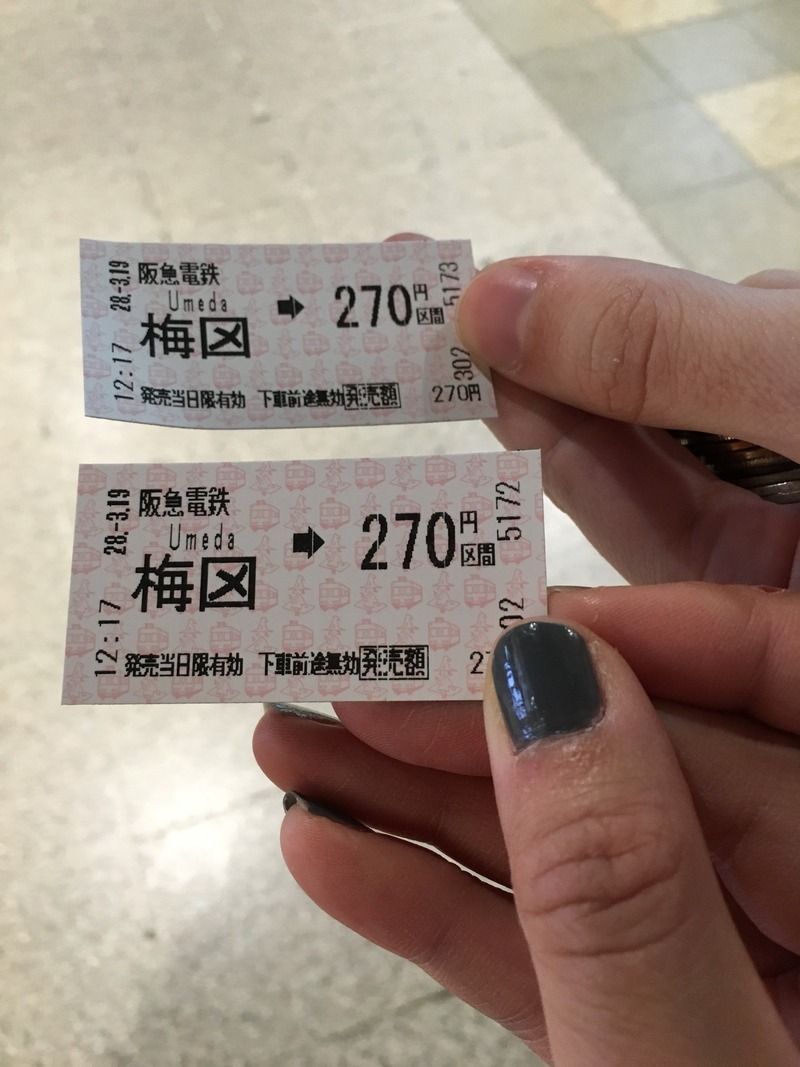 28.-3.19
阪急電鉄
Umeda
梅田 ➡ 270円区間
5173
12:17
302
発売当日限有効 下車前途無効 発売額 270円
28.-3.19
阪急電鉄
Umeda
梅田 ➡ 270円区間
5172
12:17
02
発売当日限有効 下車前途無効 発売額 2